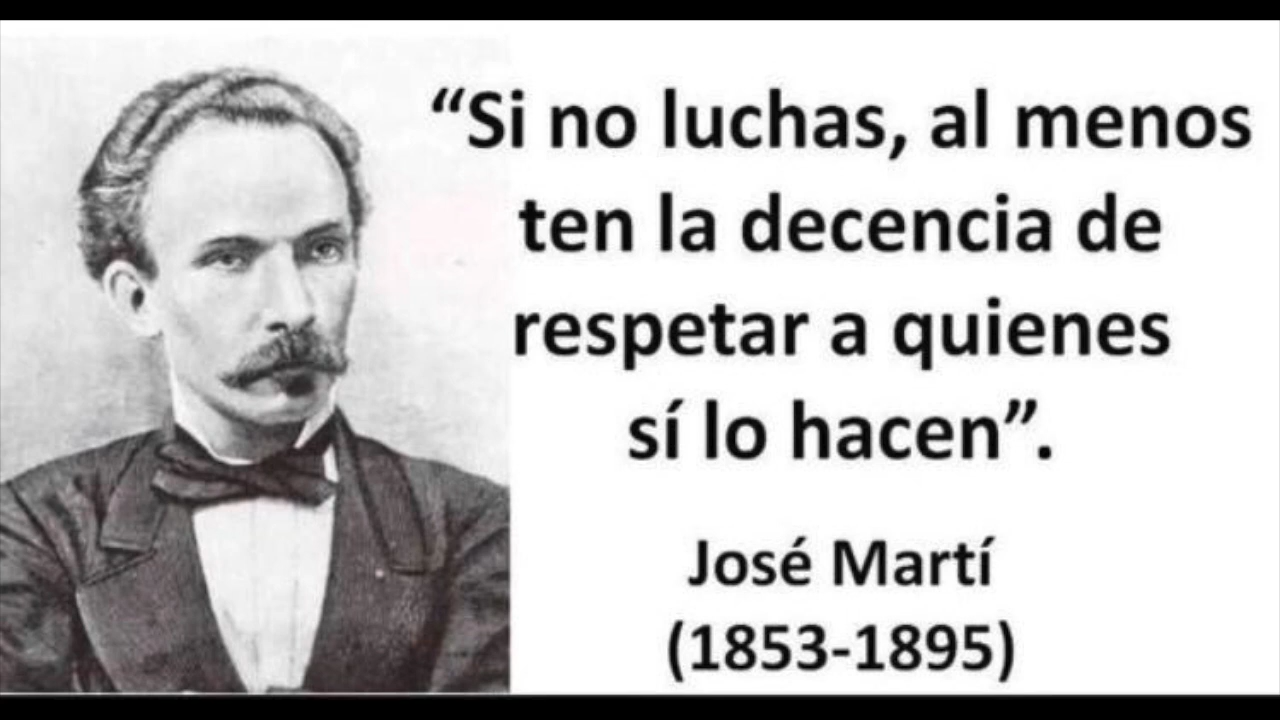 “Si no luchas, al menos
ten la decencia de
respetar a quienes
sí lo hacen”.
José Martí
(1853-1895)